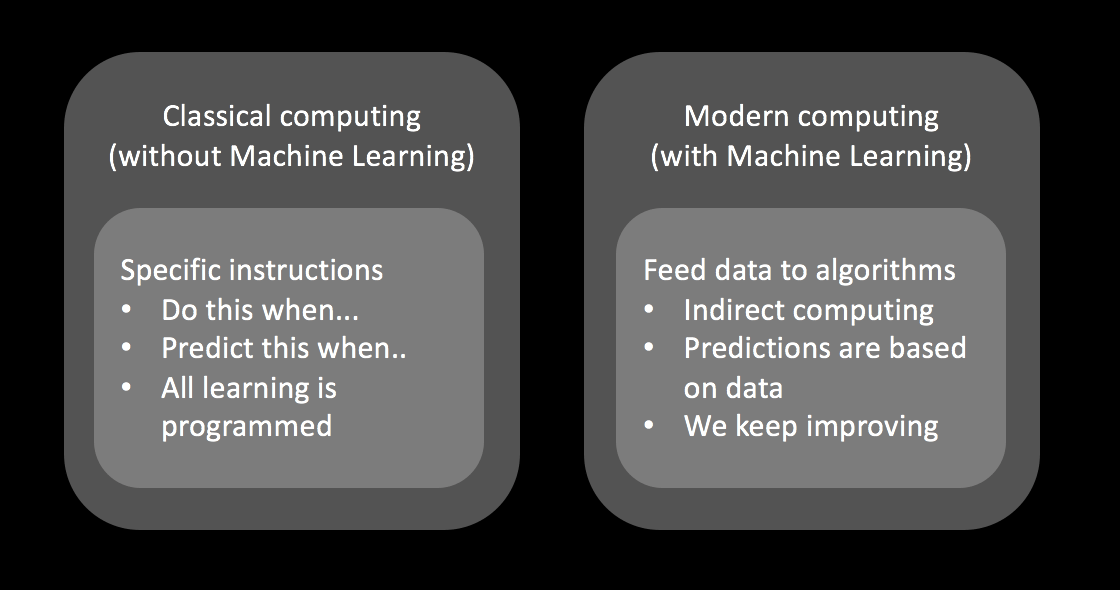 Classical computing
(without Machine Learning)
Specific instructions
• Do this when...
• Predict this when..
• All learning is
programmed
Modern computing
(with Machine Learning)
Feed data to algorithms
• Indirect computing
• Predictions are based
on data
• We keep improving